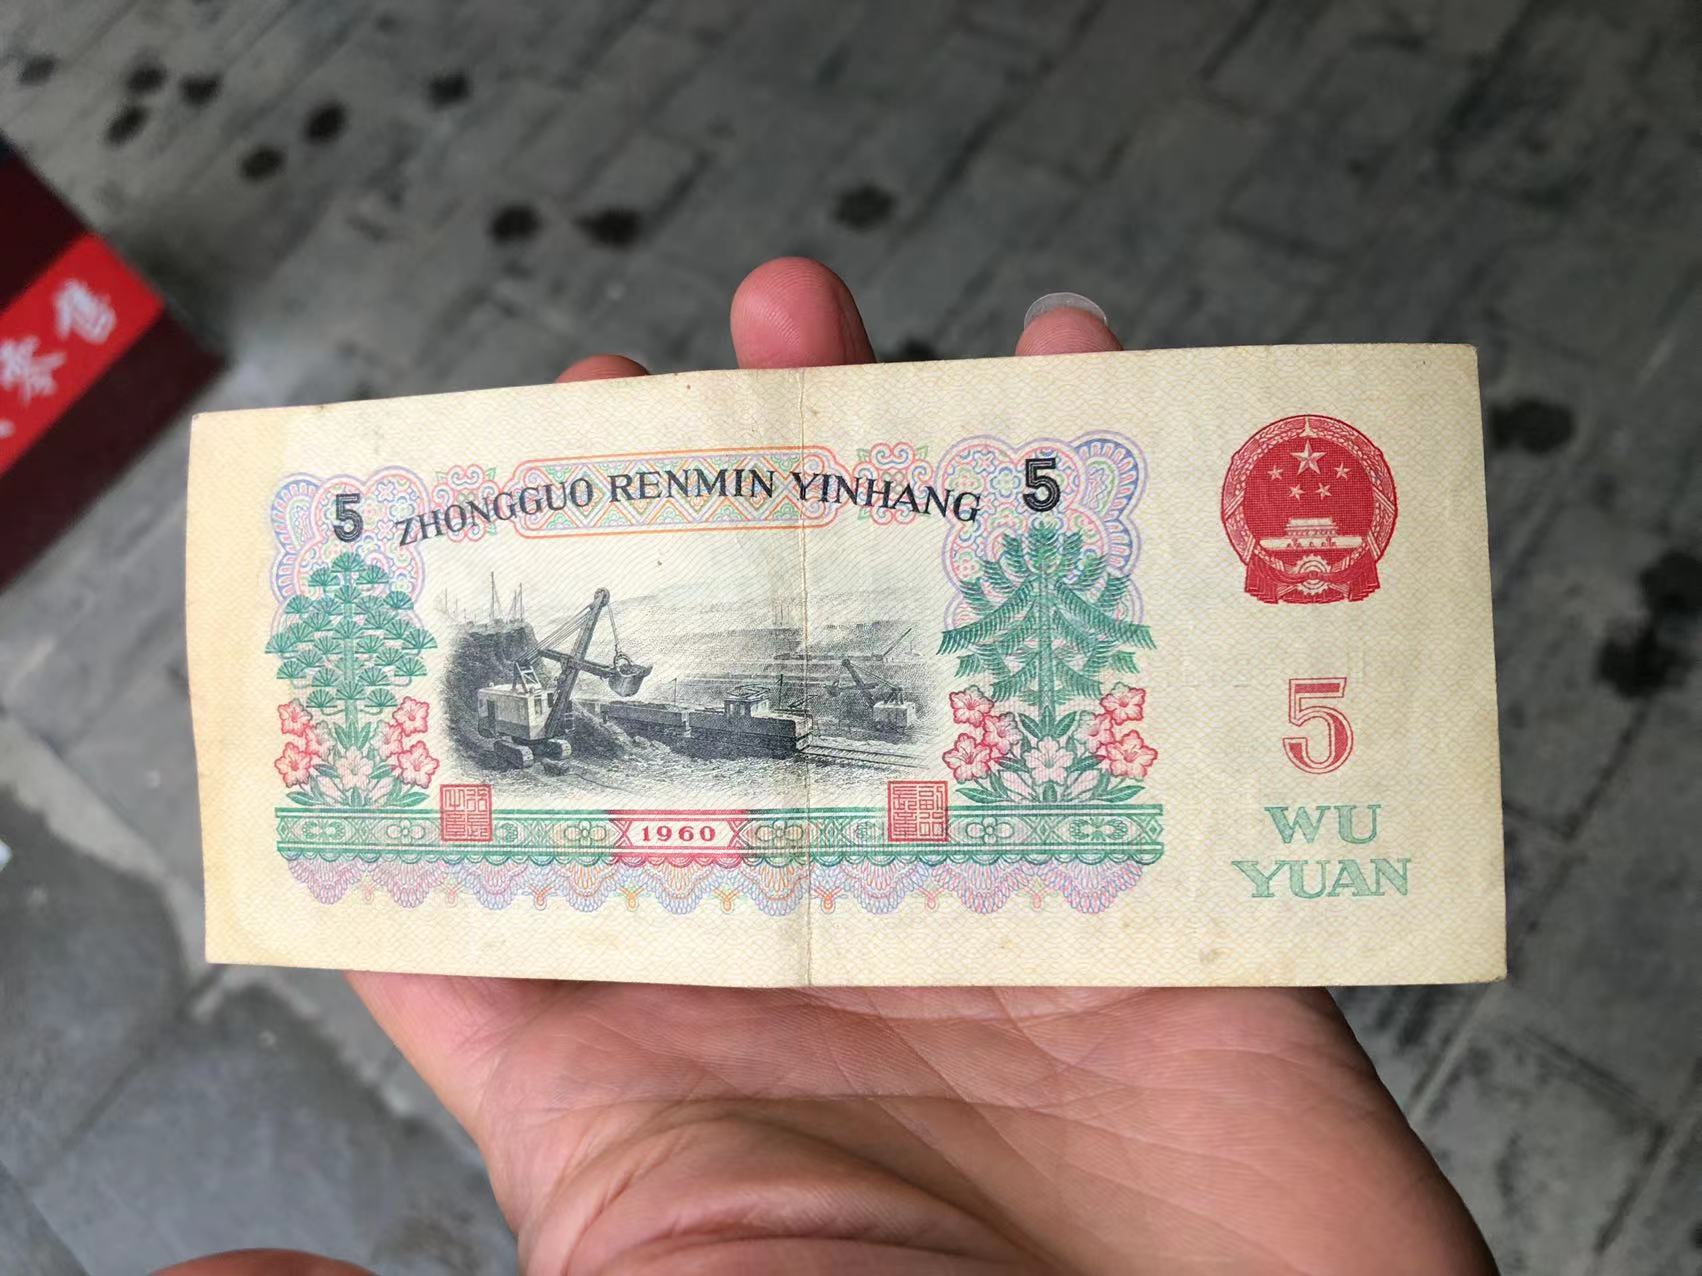 5 ZHONGGUO RENMIN YINHANG 5
5
WU
YUAN
1960